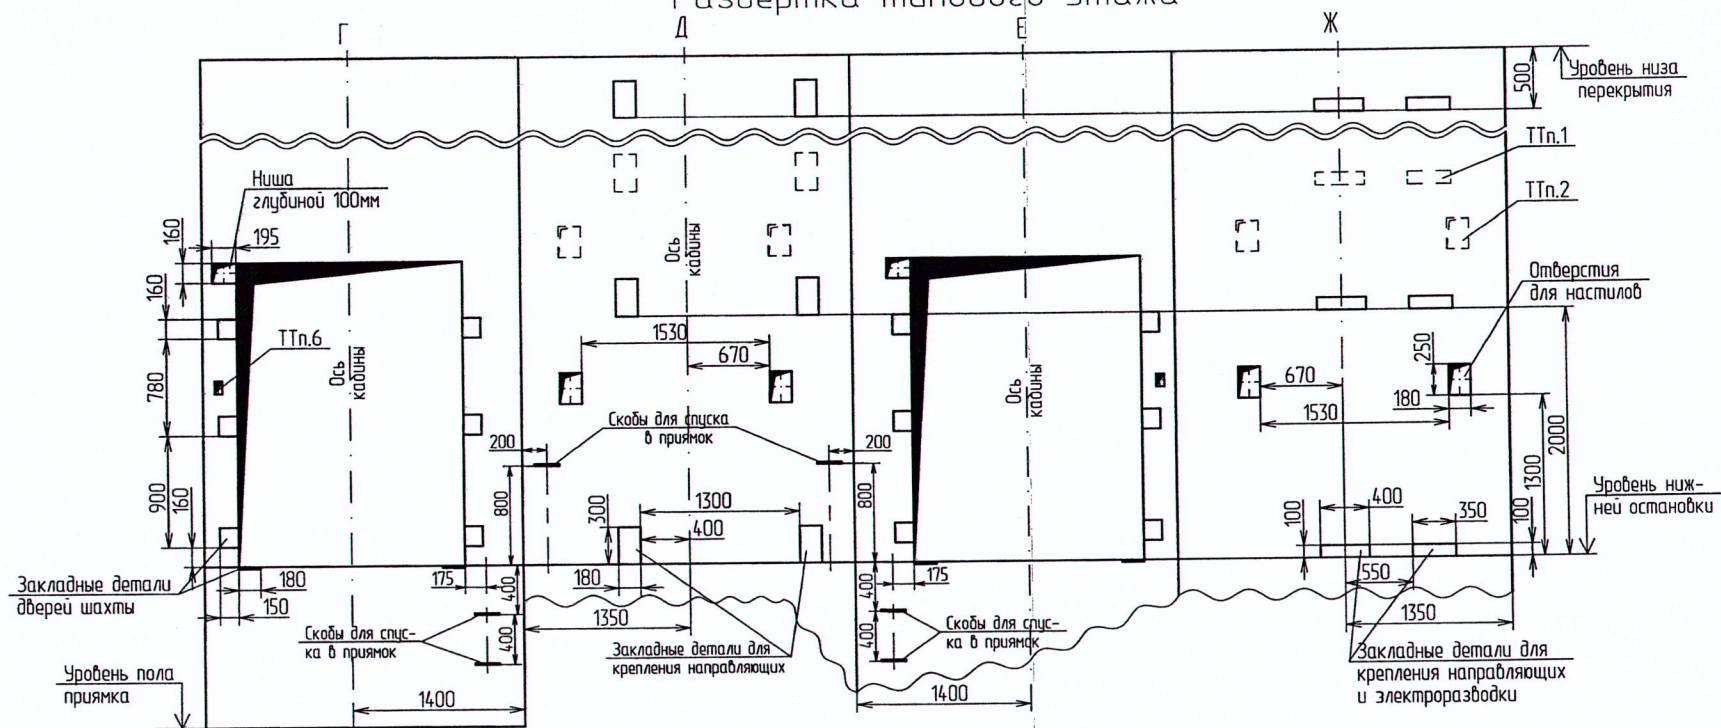 Развертка типового этажа
Г
Д
Е
Ж
Уровень низа
перекрытия
500
ТТп.1
ТТп.2
Ниша
глубиной 100мм
160
195
160
ТТп.6
780
900
160
Ось
кабины
Ось
кабины
Ось
кабины
1530
670
Скобы для спуска
в приямок
200
200
800
800
300
1300
400
180
1350
670
1530
250
180
Отверстия
для настилов
2000
1300
100
400
350
100
550
1350
Уровень ниж-
ней остановки
Закладные детали
дверей шахты
180
150
175
400
400
Скобы для спус-
ка в приямок
Закладные детали для
крепления направляющих
175
400
400
Скобы для спус-
ка в приямок
Закладные детали для
крепления направляющих
и электроразводки
Уровень пола
приямка
1400
1400